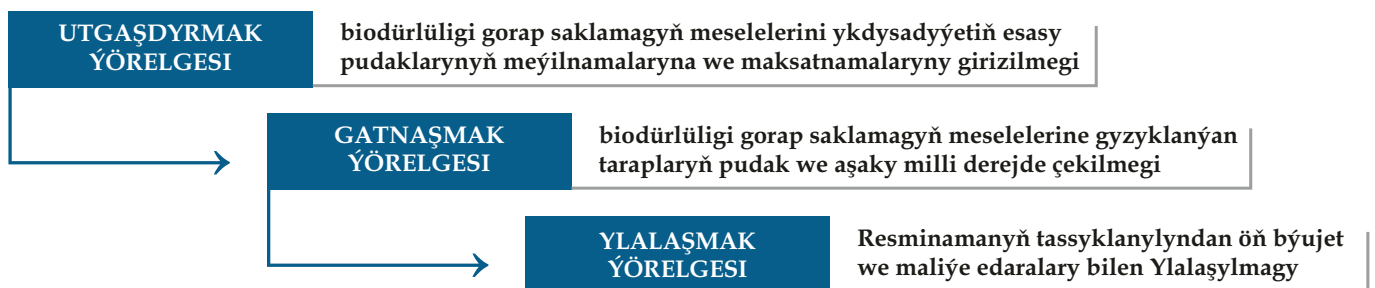 UTGAŞDYRMAK
ÝÖRELGESI
biodürlüligi gorap saklamagyň meselelerini ykdysadyýetiň esasy
pudaklarynyň meýilnamalaryna we maksatnamalaryny girizilmegi
GATNAŞMAK
ÝÖRELGESI
biodürlüligi gorap saklamagyň meselelerine gyzyklanýan
taraplaryň pudak we aşaky milli derejde çekilmegi
YLALAŞMAK
ÝÖRELGESI
Resminamanyň tassyklanylyndan öň býujet
we maliýe edaralary bilen Ylalaşylmagy